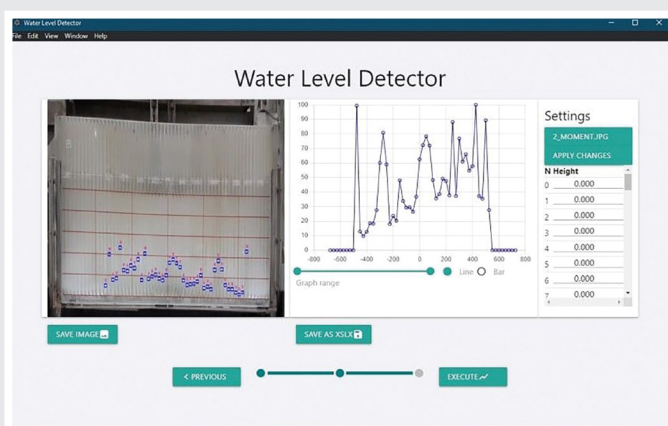 Water Level Detector
File Edit View Window Help
Water Level Detector
100
90
80
70
60
50
40
30
20
10
0
-800 -600 -400 -200 0 200 400 600 800
Line Bar
Graph range
Settings
2_MOMENT.JPG
APPLY CHANGES
N Height
0 0.000
1 0.000
2 0.000
3 0.000
4 0.000
5 0.000
6 0.000
7 0.000
SAVE IMAGE
SAVE AS XSLX
< PREVIOUS
EXECUTE